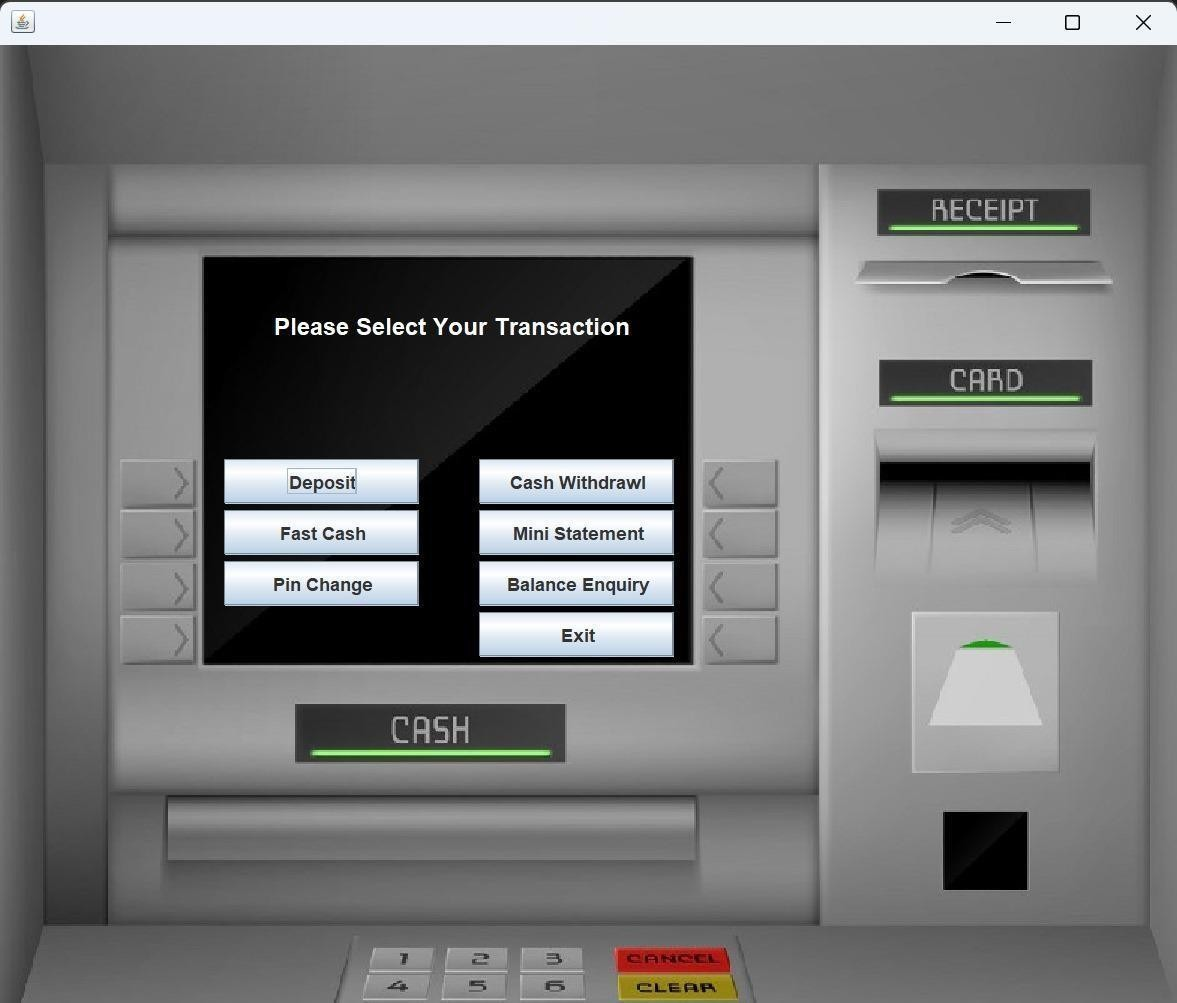 RECEIPT
Please Select Your Transaction
CARD
Deposit
Cash Withdrawl
Fast Cash
Mini Statement
Pin Change
Balance Enquiry
Exit
CASH
1 2 3 CANCEL
4 5 6 CLEAR